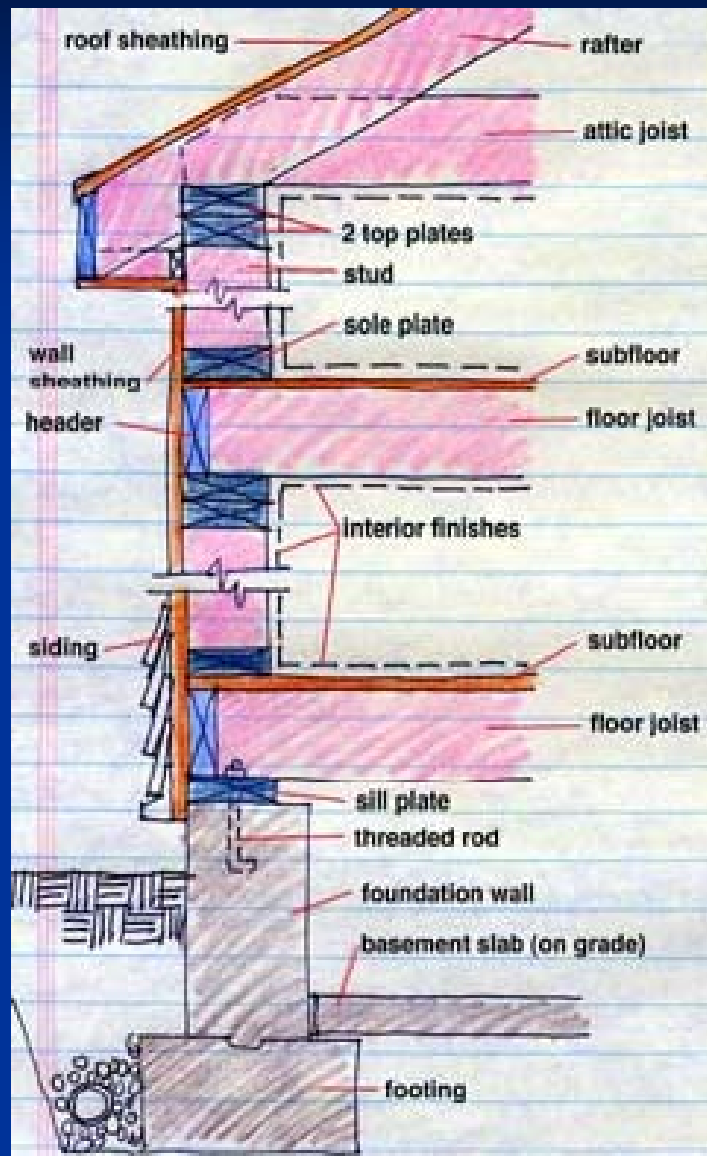 roof sheathing
rafter
attic joist
2 top plates
stud
sole plate
wall
sheathing
subfloor
header
floor joist
interior finishes
siding
subfloor
floor joist
sill plate
threaded rod
foundation wall
basement slab (on grade)
footing